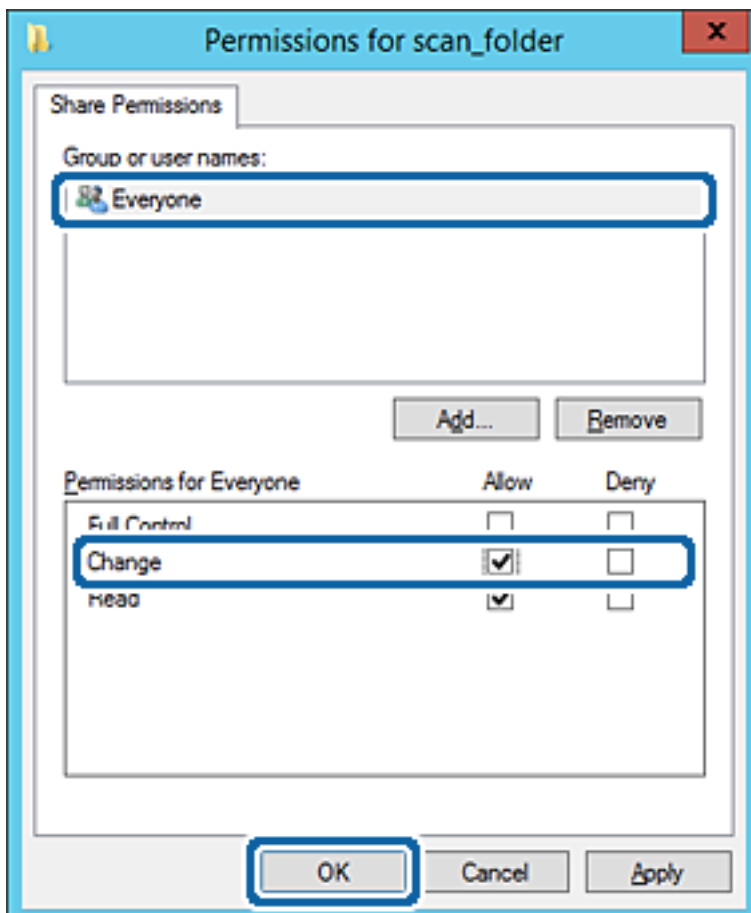 Permissions for scan_folder
Share Permissions
Group or user names:
Everyone
Add... Remove
Permissions for Everyone Allow Deny
Full Control
Change
Read
OK Cancel Apply